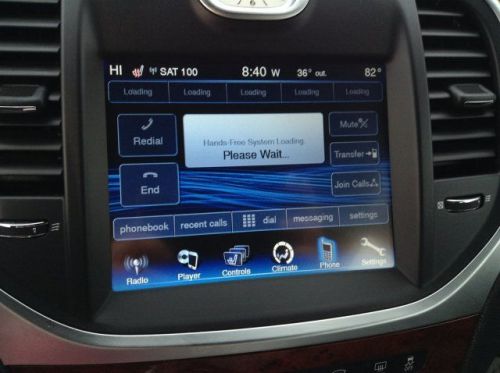 HI SAT 100 8:40 W 36° out. 82°
Loading Loading Loading Loading Loading
Redial
Hands-Free System Loading.
Please Wait...
Mute
Transfer
End
Join Calls
phonebook recent calls dial messaging settings
Radio Player Controls Climate Phone Settings